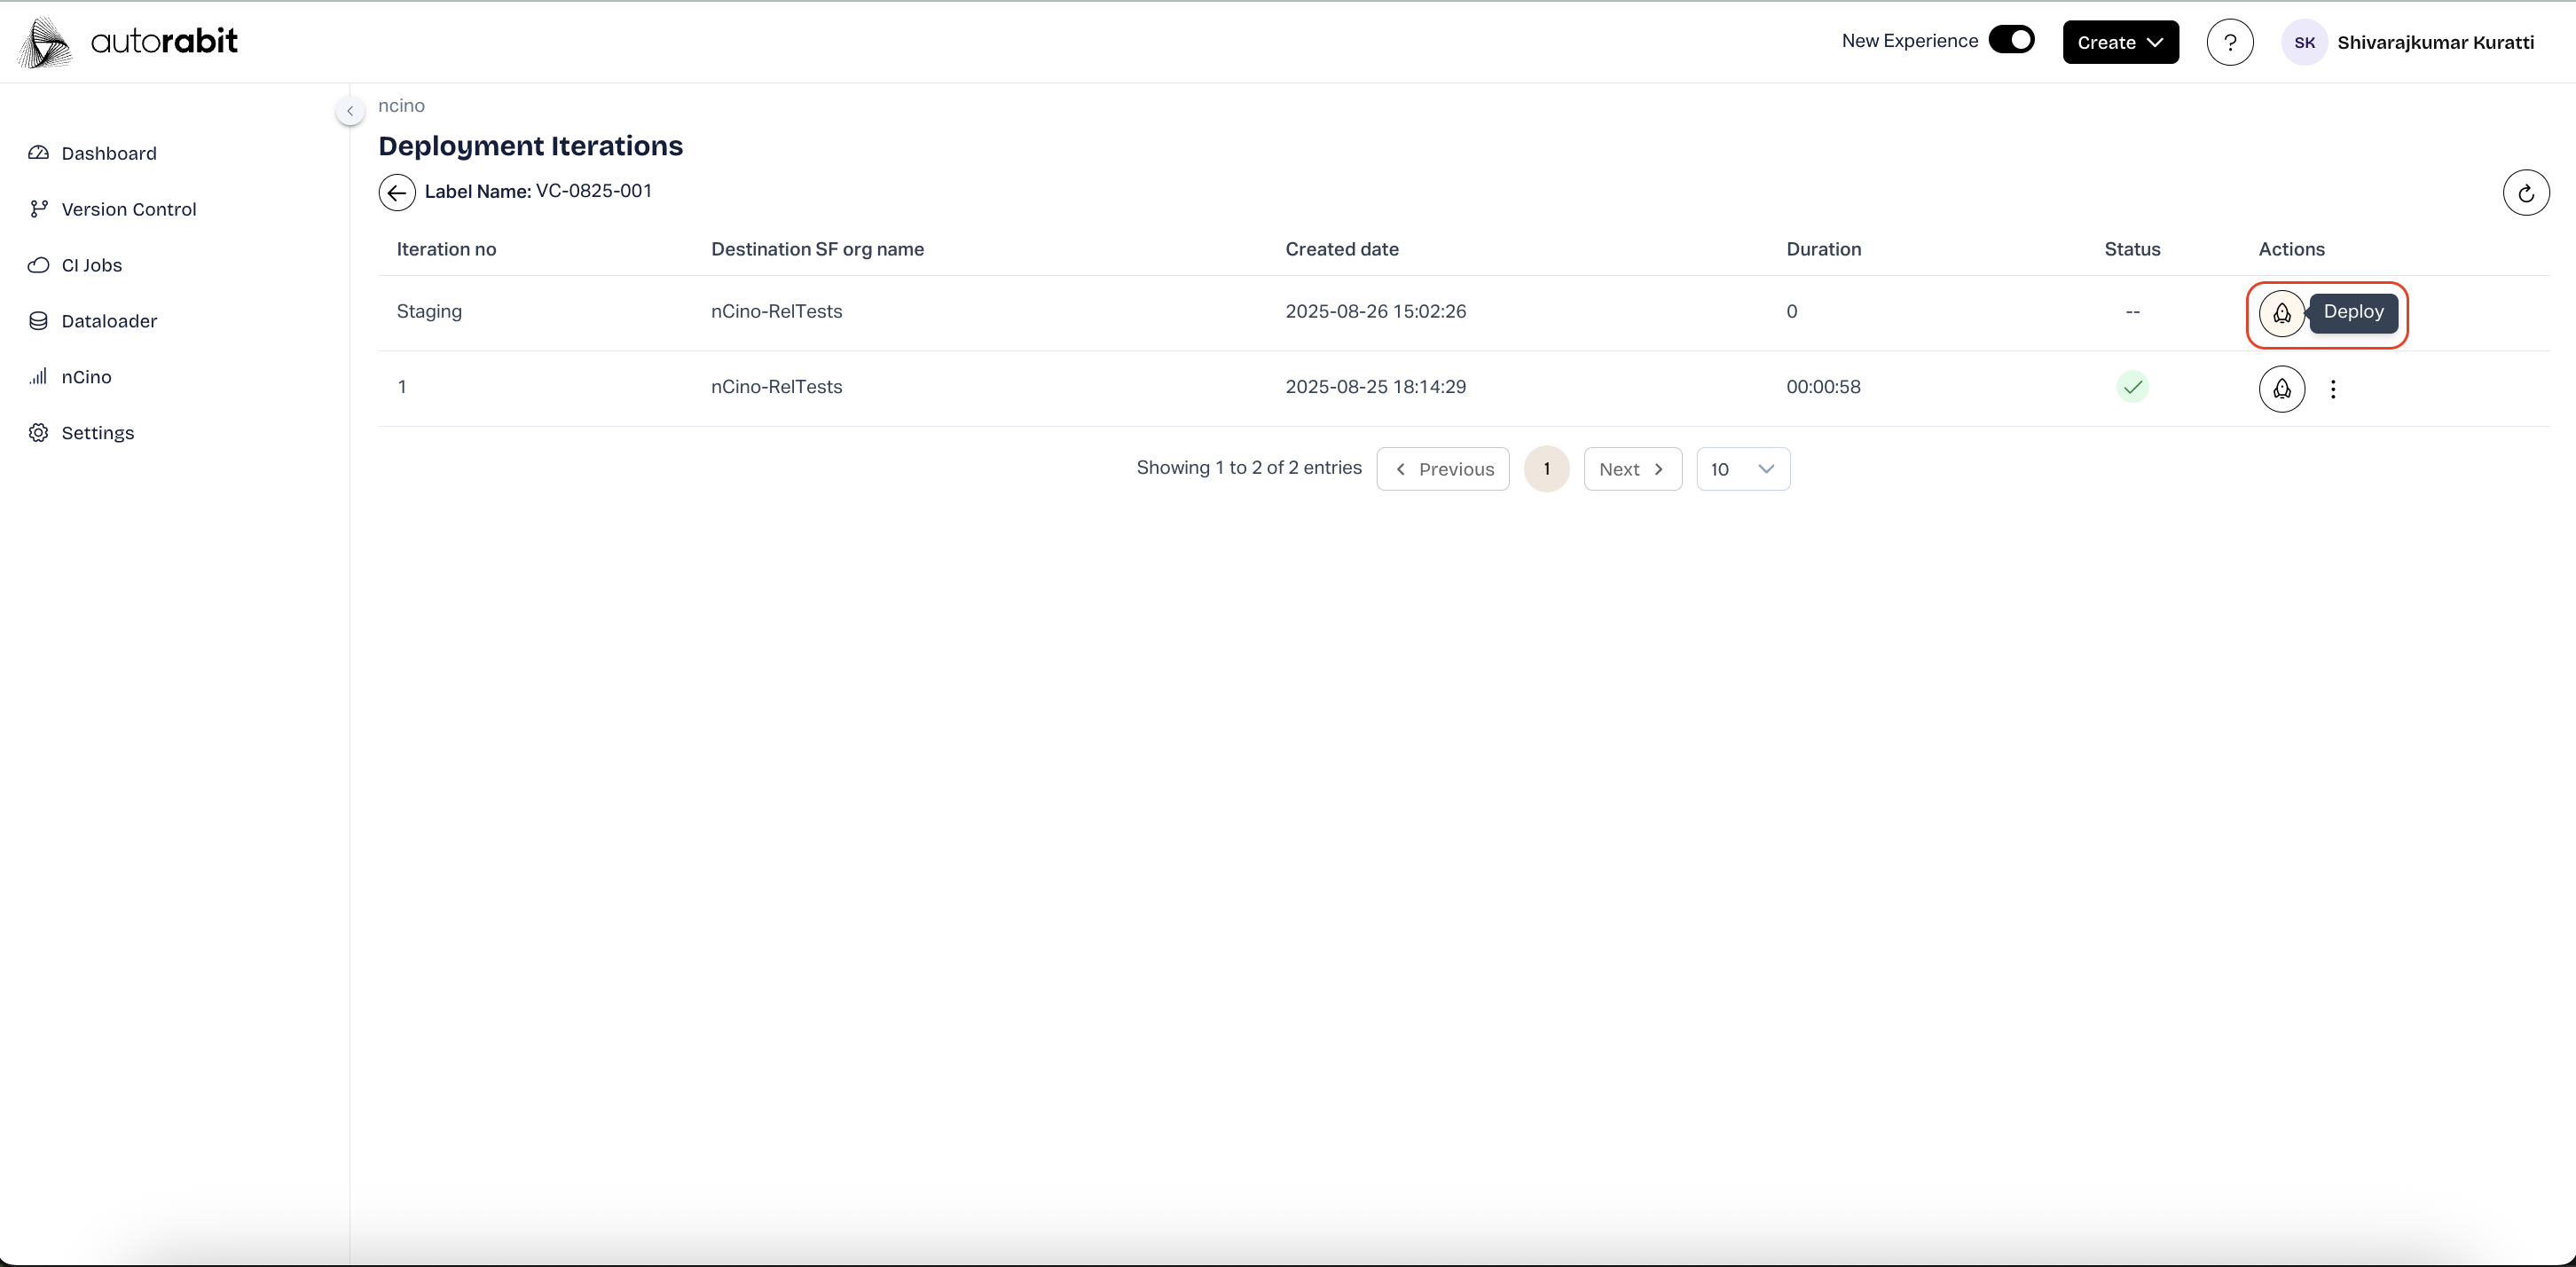 autorabit
New Experience
Create
?
SK
Shivarajkumar Kuratti
Dashboard
Version Control
CI Jobs
Dataloader
nCino
Settings
ncino
Deployment Iterations
Label Name: VC-0825-001
Iteration no Destination SF org name Created date Duration Status Actions
Staging nCino-RelTests 2025-08-26 15:02:26 0 -- Deploy
1 nCino-RelTests 2025-08-25 18:14:29 00:00:58
Showing 1 to 2 of 2 entries Previous 1 Next 10